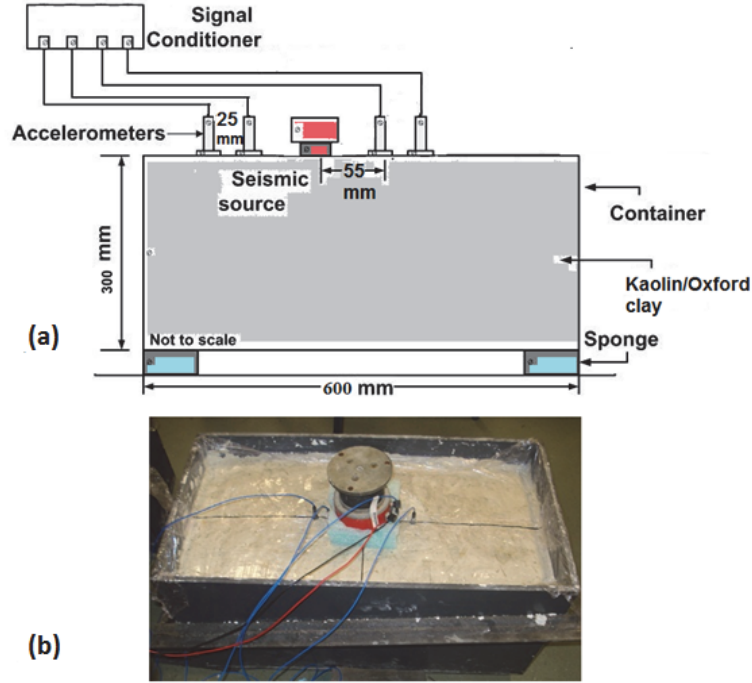 Signal
Conditioner
Accelerometers
25
mm
Seismic
source
55
mm
Container
300 mm
Kaolin/Oxford
clay
(a)
Not to scale
Sponge
600 mm
(b)